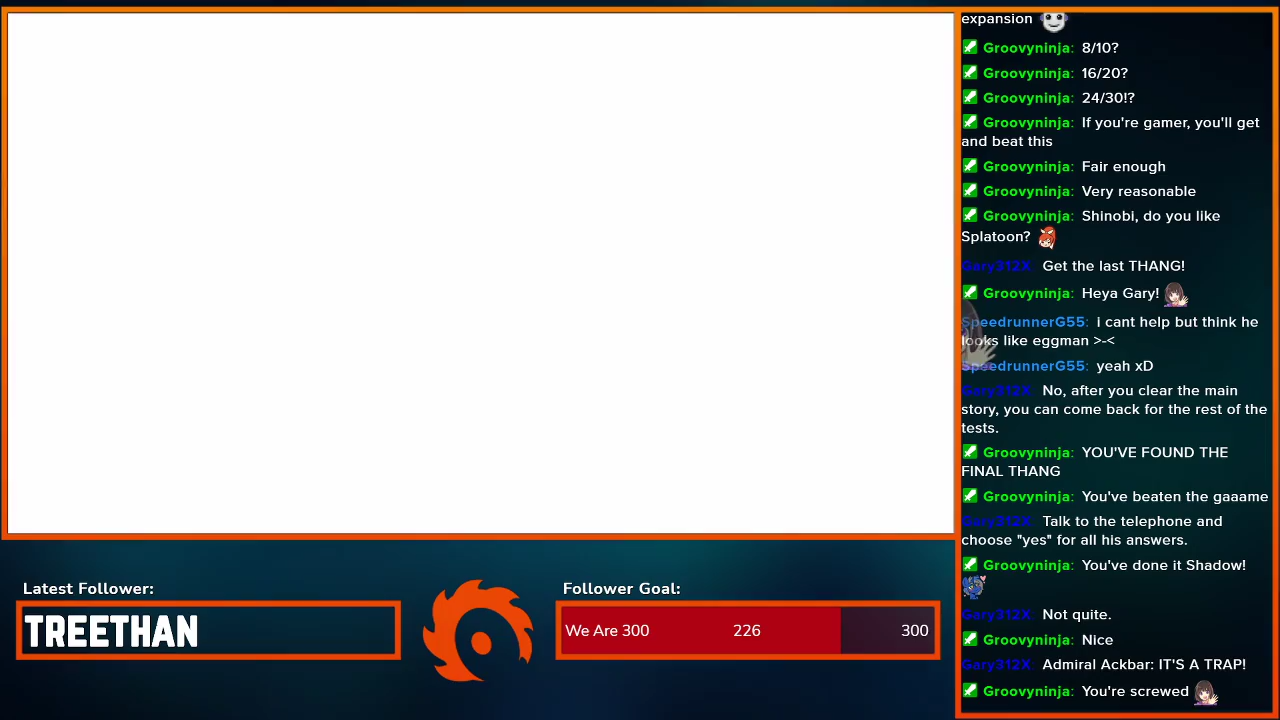 expansion
Groovyninja: 8/10?
Groovyninja: 16/20?
Groovyninja: 24/30!?
Groovyninja: If you're gamer, you'll get
and beat this
Groovyninja: Fair enough
Groovyninja: Very reasonable
Groovyninja: Shinobi, do you like
Splatoon?
Gary312X: Get the last THANG!
Groovyninja: Heya Gary!
SpeedrunnerG55: i cant help but think he
looks like eggman >-<
SpeedrunnerG55: yeah xD
Gary312X: No, after you clear the main
story, you can come back for the rest of the
tests.
Groovyninja: YOU'VE FOUND THE
FINAL THANG
Groovyninja: You've beaten the gaaame
Gary312X: Talk to the telephone and
choose "yes" for all his answers.
Groovyninja: You've done it Shadow!
Gary312X: Not quite.
Groovyninja: Nice
Gary312X: Admiral Ackbar: IT'S A TRAP!
Groovyninja: You're screwed
Latest Follower:
TREETHAN
Follower Goal:
We Are 300 226 300